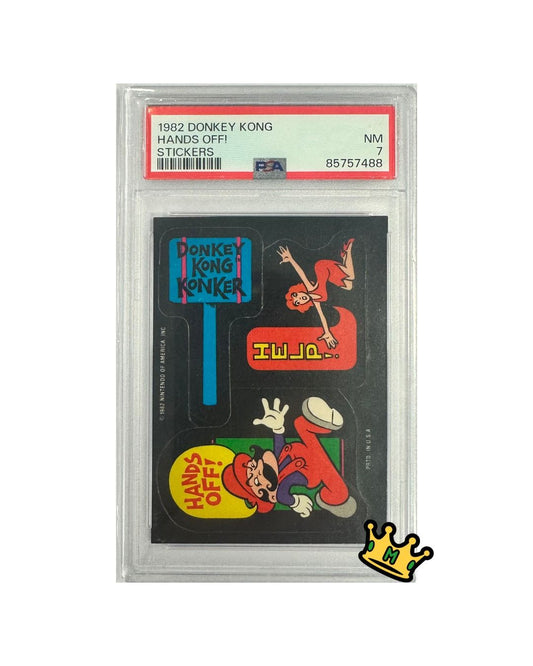 1982 DONKEY KONG
HANDS OFF!
STICKERS
NM
7
PSA
85757488
DONKEY
KONG
KONKER
HELP!
© 1982 NINTENDO OF AMERICA, INC.
HANDS
OFF!
PRTD. IN U.S.A.
M